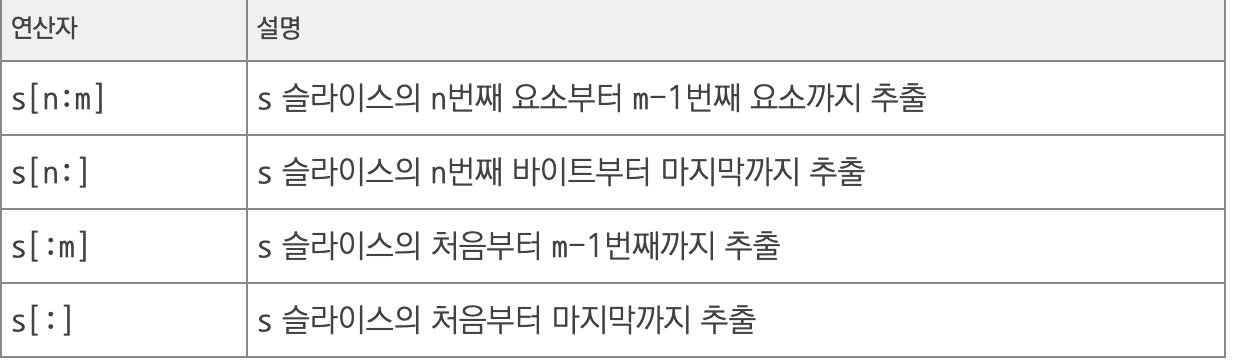 연산자 설명
s[n:m] s 슬라이스의 n번째 요소부터 m-1번째 요소까지 추출
s[n:] s 슬라이스의 n번째 바이트부터 마지막까지 추출
s[:m] s 슬라이스의 처음부터 m-1번째까지 추출
s[:] s 슬라이스의 처음부터 마지막까지 추출